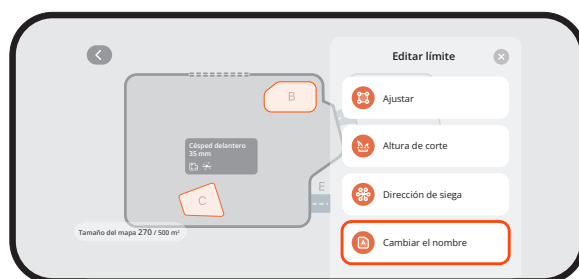 Editar límite
B
Ajustar
Césped delantero
35 mm
Altura de corte
E
Dirección de siega
C
Tamaño del mapa 270 / 500 m²
Cambiar el nombre